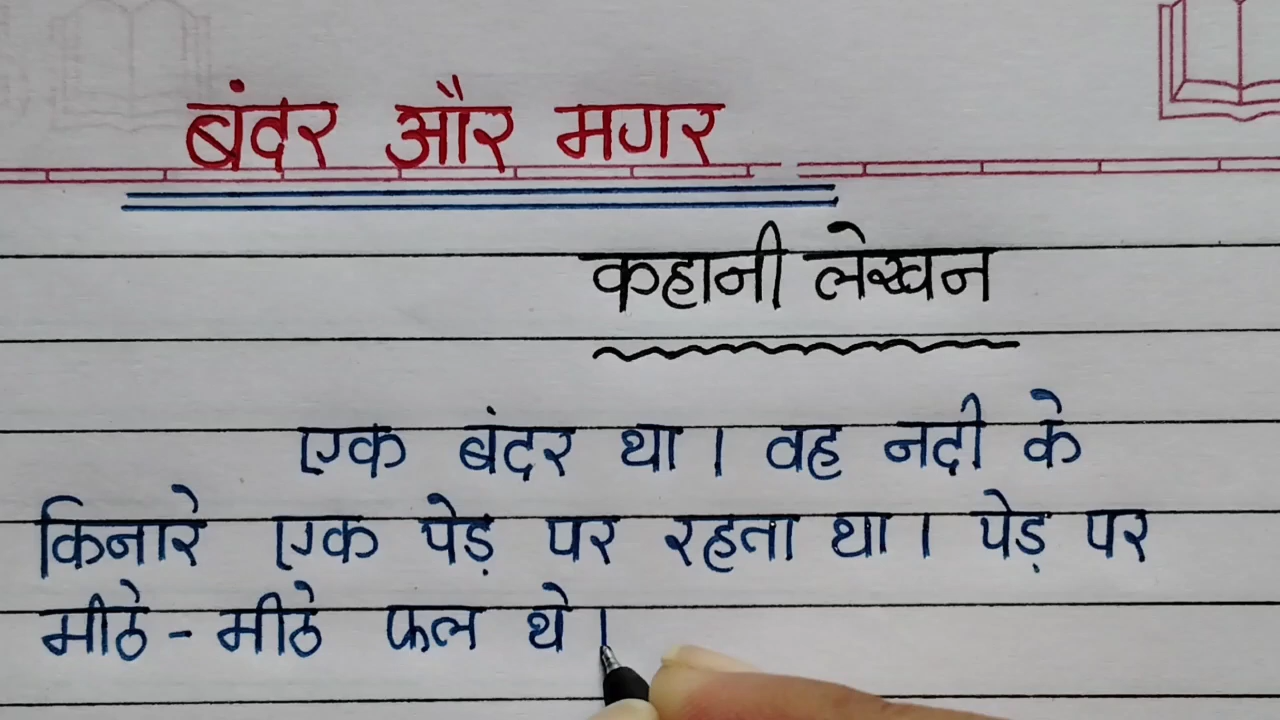 बंदर और मगर
कहानी लेखन
एक बंदर था। वह नदी के
किनारे एक पेड़ पर रहता था। पेड़ पर
मीठे-मीठे फल थे।